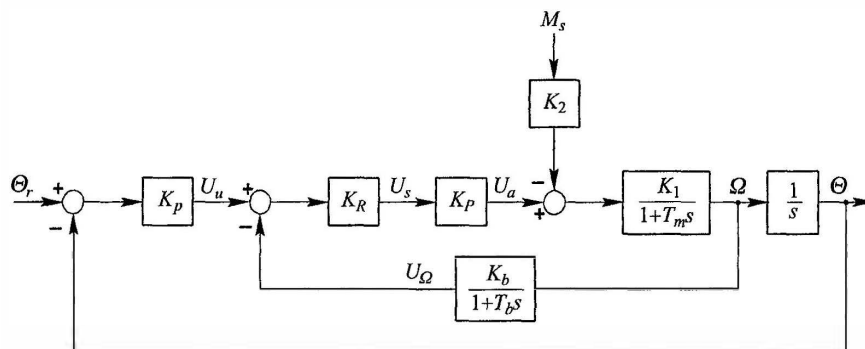 M_s
K_2
Θ_r + − K_p U_u + − K_R U_s K_P U_a − + K_1 / 1+T_m s Ω 1 / s Θ
U_Ω K_b / 1+T_b s